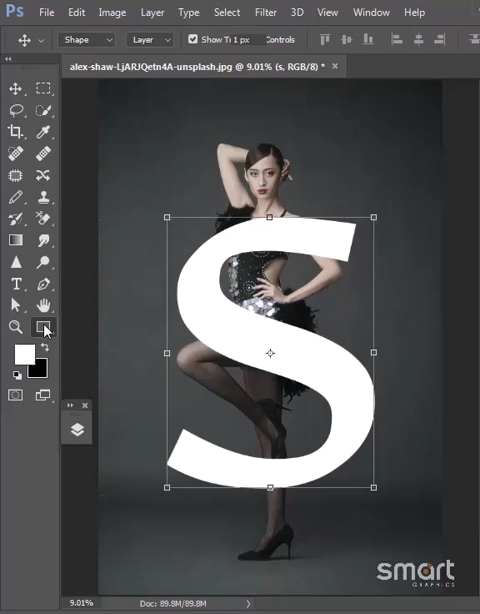 Ps File Edit Image Layer Type Select Filter 3D View Window Help
Shape Layer Show 1 px Controls
alex-shaw-LjARJQetn4A-unsplash.jpg @ 9.01% (s, RGB/8) * ×
T
S
smart
GRAPHICS
9.01% Doc: 89.8M/89.8M